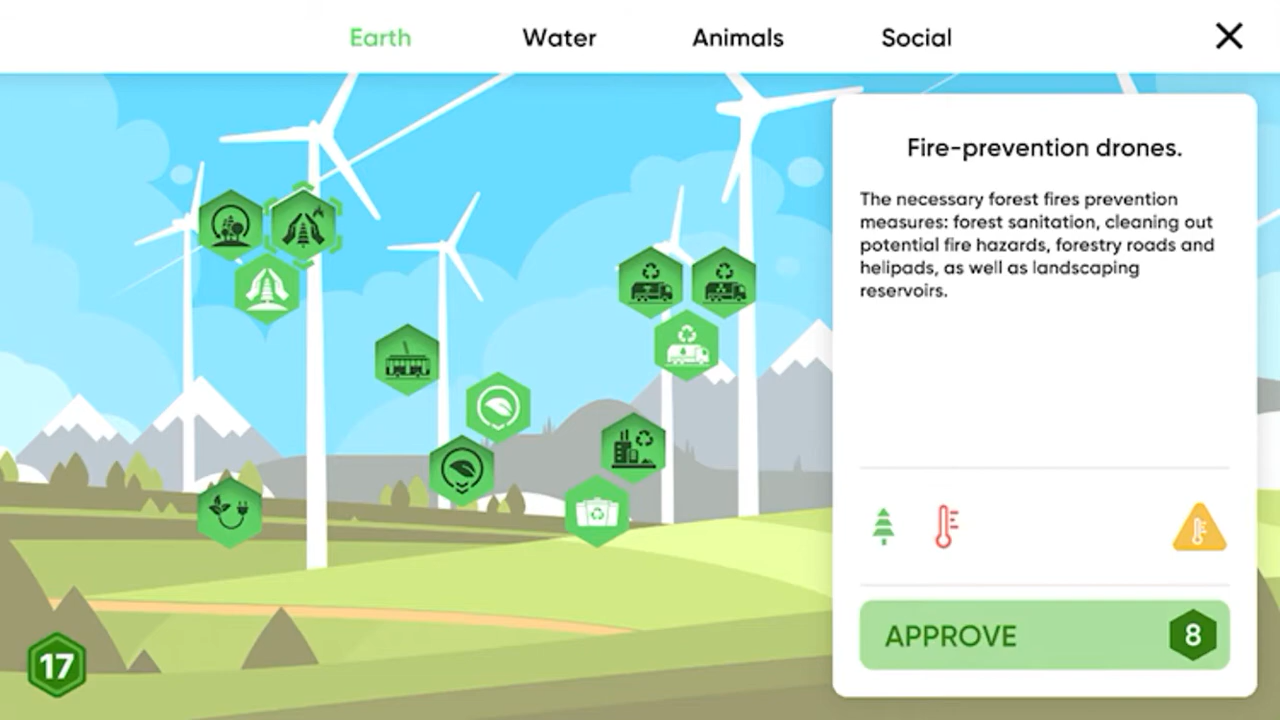 Earth Water Animals Social
Fire-prevention drones.
The necessary forest fires prevention
measures: forest sanitation, cleaning out
potential fire hazards, forestry roads and
helipads, as well as landscaping
reservoirs.
APPROVE 8
17